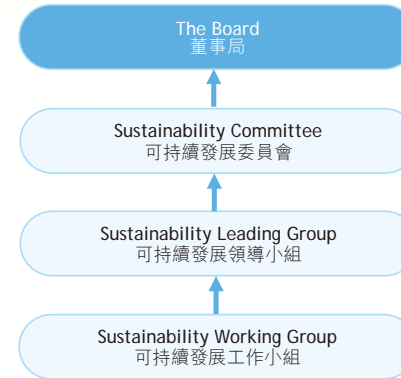 The Board
董事局
Sustainability Committee
可持續發展委員會
Sustainability Leading Group
可持續發展領導小組
Sustainability Working Group
可持續發展工作小組